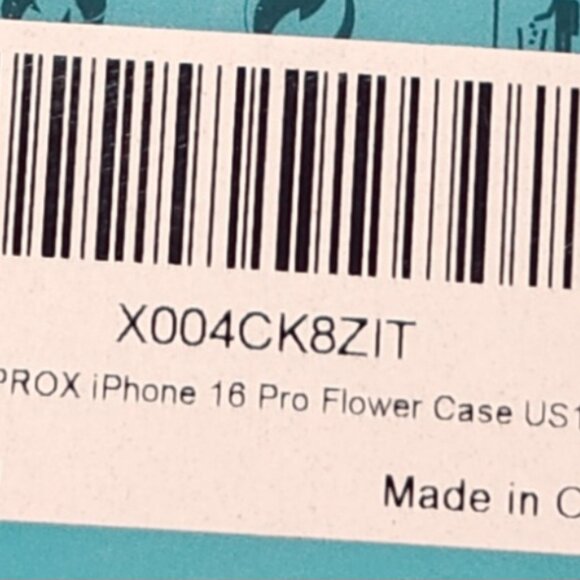 X004CK8ZIT
PROX iPhone 16 Pro Flower Case US1
Made in C